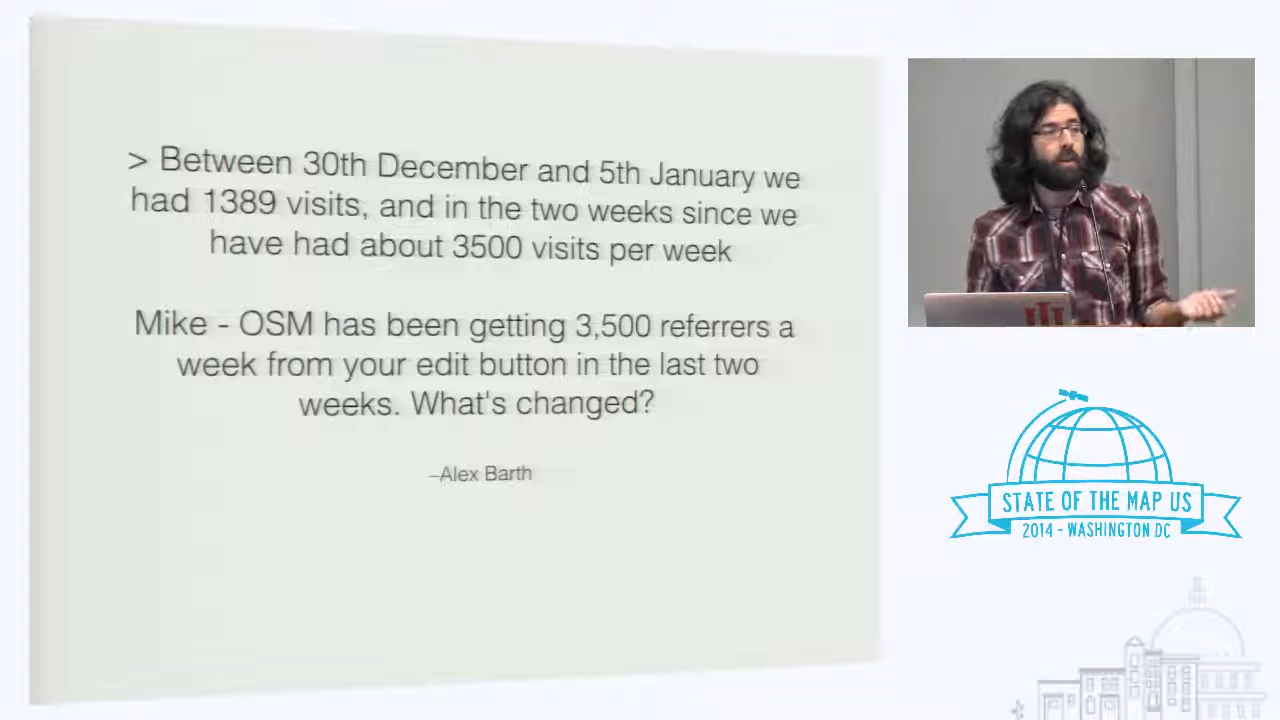 > Between 30th December and 5th January we
had 1389 visits, and in the two weeks since we
have had about 3500 visits per week
Mike - OSM has been getting 3,500 referrers a
week from your edit button in the last two
weeks. What's changed?
–Alex Barth
STATE OF THE MAP US
2014 - WASHINGTON DC